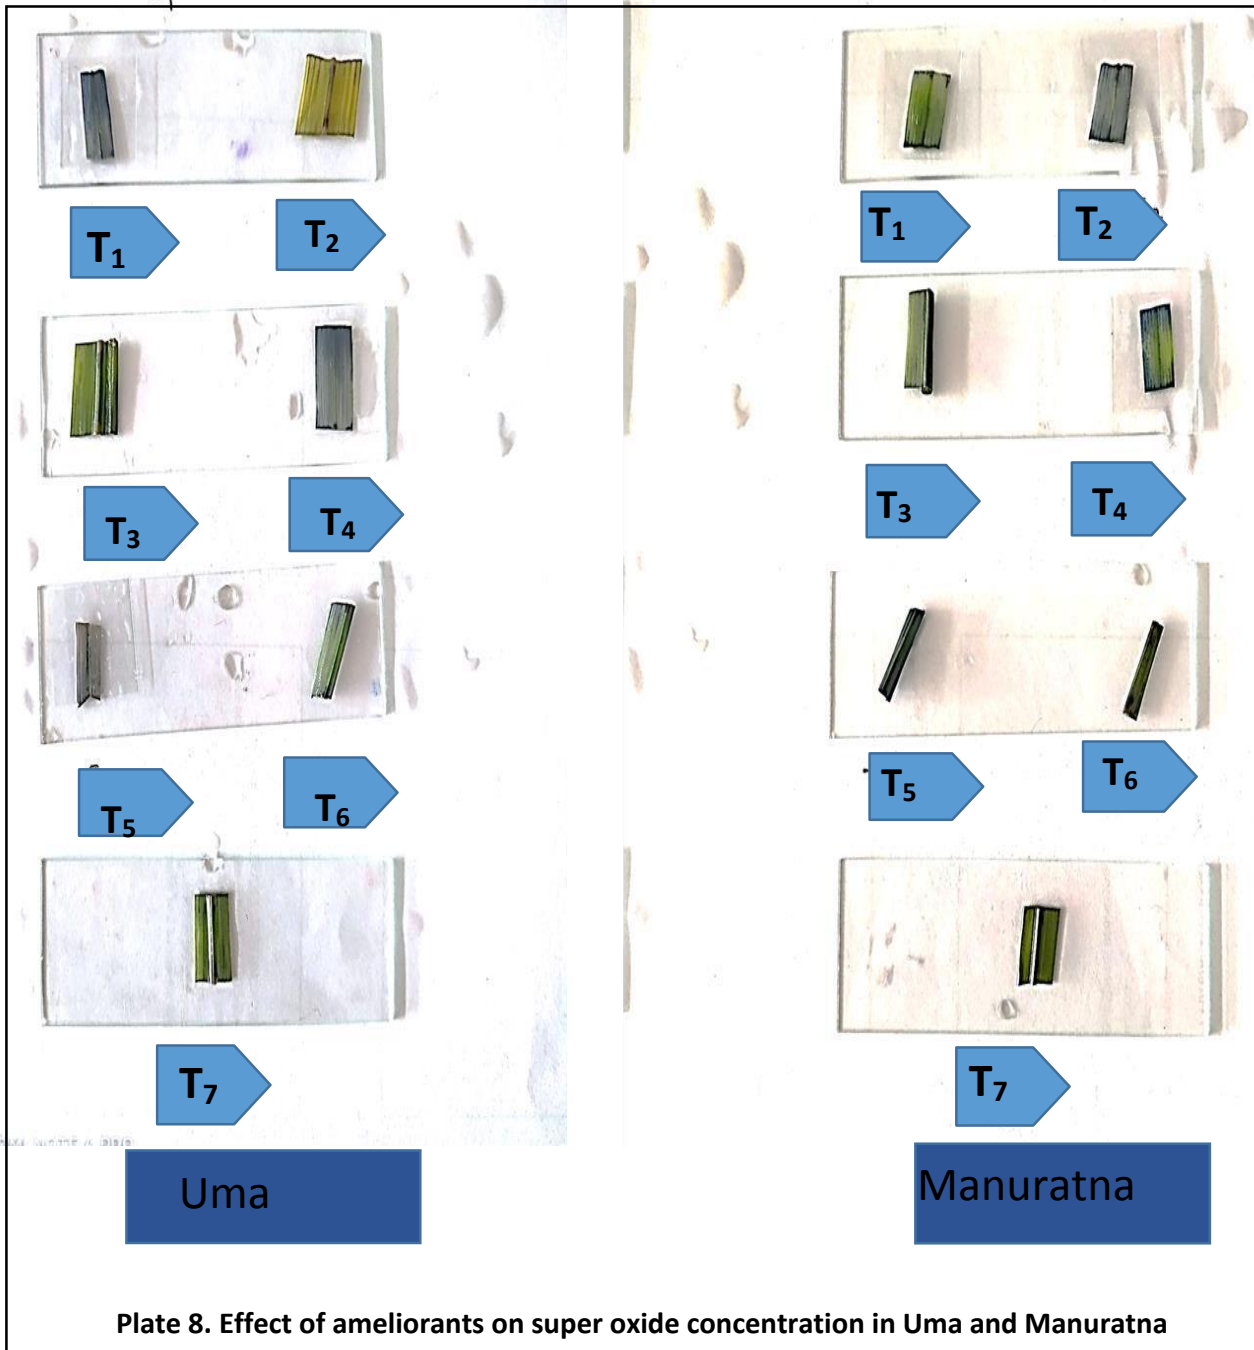 T₁ T₂ T₁ T₂
T₃ T₄ T₃ T₄
T₅ T₆ T₅ T₆
T₇ T₇
Uma Manuratna
Plate 8. Effect of ameliorants on super oxide concentration in Uma and Manuratna